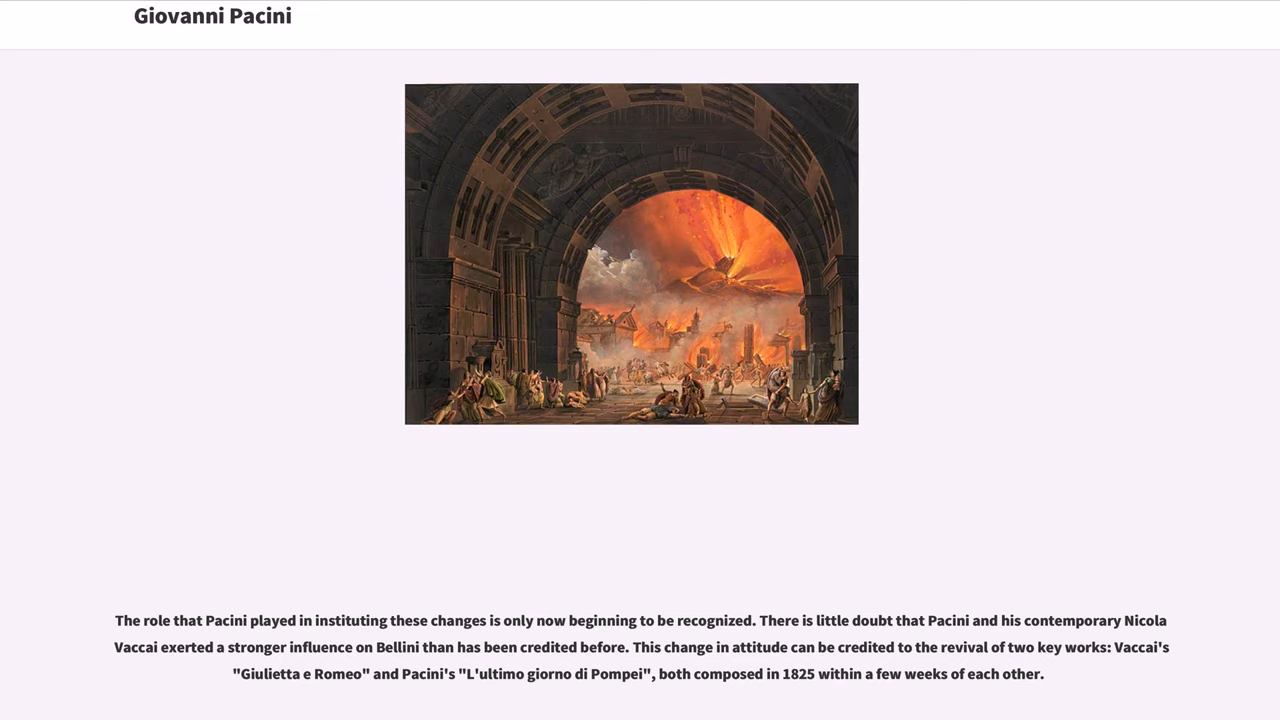 Giovanni Pacini
The role that Pacini played in instituting these changes is only now beginning to be recognized. There is little doubt that Pacini and his contemporary Nicola
Vaccai exerted a stronger influence on Bellini than has been credited before. This change in attitude can be credited to the revival of two key works: Vaccai's
"Giulietta e Romeo" and Pacini's "L'ultimo giorno di Pompei", both composed in 1825 within a few weeks of each other.